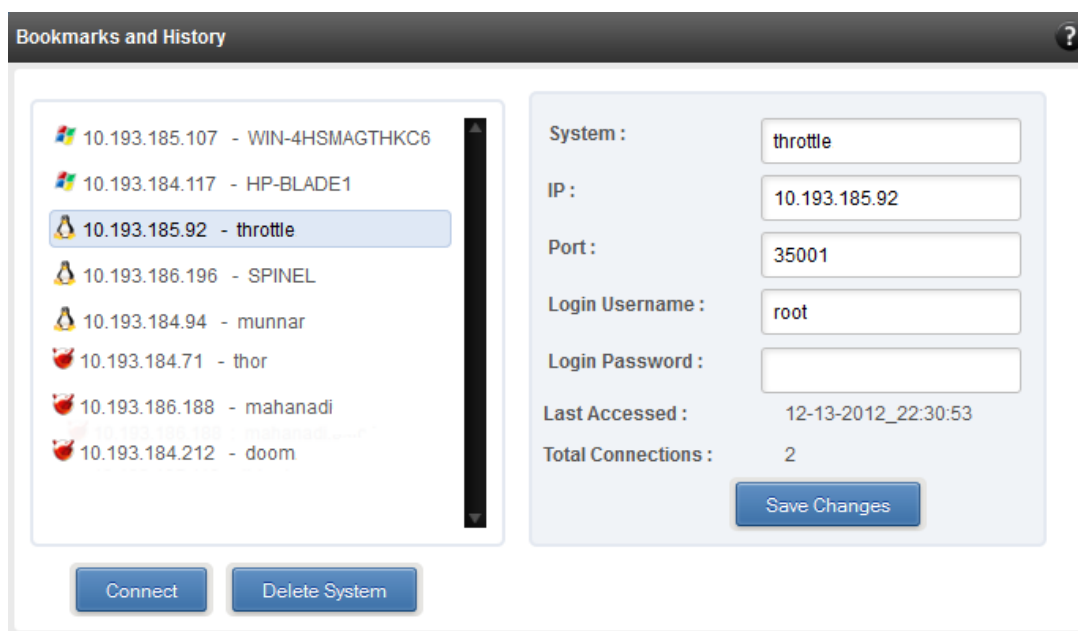 Bookmarks and History
?
10.193.185.107 - WIN-4HSMAGTHKC6
10.193.184.117 - HP-BLADE1
10.193.185.92 - throttle
10.193.186.196 - SPINEL
10.193.184.94 - munnar
10.193.184.71 - thor
10.193.186.188 - mahanadi
10.193.184.212 - doom
Connect
Delete System
System : throttle
IP : 10.193.185.92
Port : 35001
Login Username : root
Login Password :
Last Accessed : 12-13-2012_22:30:53
Total Connections : 2
Save Changes